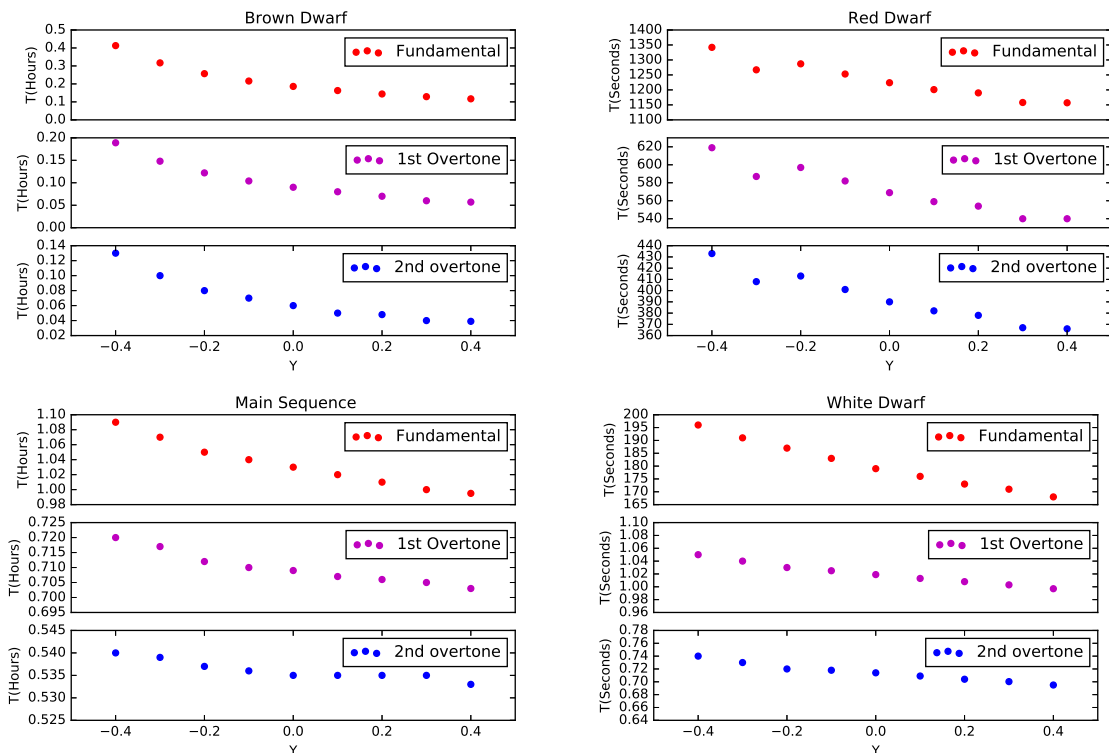 Brown Dwarf
T(Hours)
0.5
0.4
0.3
0.2
0.1
0.0
Fundamental
T(Hours)
0.20
0.15
0.10
0.05
0.00
1st Overtone
T(Hours)
0.14
0.12
0.10
0.08
0.06
0.04
0.02
2nd overtone
−0.4 −0.2 0.0 0.2 0.4
Y
Red Dwarf
T(Seconds)
1400
1350
1300
1250
1200
1150
1100
Fundamental
T(Seconds)
620
600
580
560
540
1st Overtone
T(Seconds)
440
430
420
410
400
390
380
370
360
2nd overtone
−0.4 −0.2 0.0 0.2 0.4
Y
Main Sequence
T(Hours)
1.10
1.08
1.06
1.04
1.02
1.00
0.98
Fundamental
T(Hours)
0.725
0.720
0.715
0.710
0.705
0.700
0.695
1st Overtone
T(Hours)
0.545
0.540
0.535
0.530
0.525
2nd overtone
−0.4 −0.2 0.0 0.2 0.4
Y
White Dwarf
T(Seconds)
200
195
190
185
180
175
170
165
Fundamental
T(Seconds)
1.10
1.08
1.06
1.04
1.02
1.00
0.98
0.96
1st Overtone
T(Seconds)
0.78
0.76
0.74
0.72
0.70
0.68
0.66
0.64
2nd overtone
−0.4 −0.2 0.0 0.2 0.4
Y